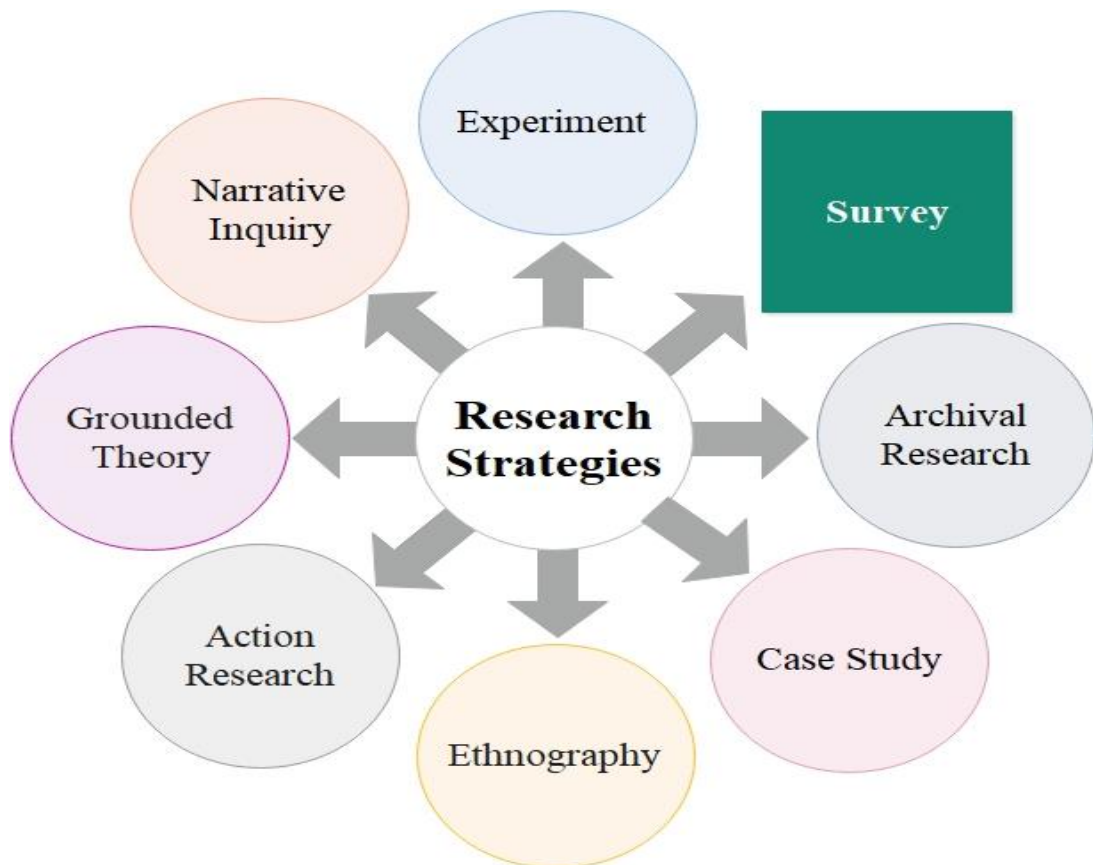 Experiment
Survey
Narrative
Inquiry
Research
Strategies
Archival
Research
Grounded
Theory
Action
Research
Case Study
Ethnography